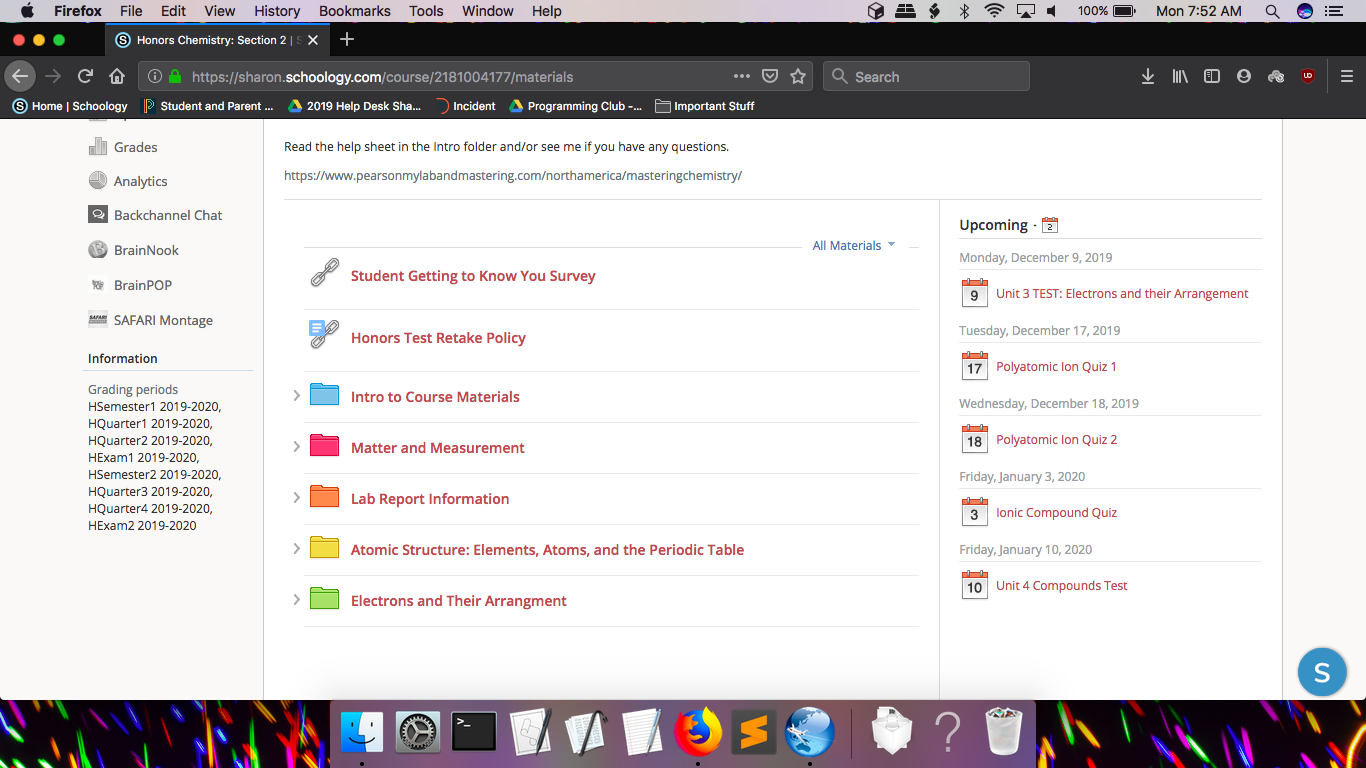 Firefox File Edit View History Bookmarks Tools Window Help 100% Mon 7:52 AM
Honors Chemistry: Section 2 |
https://sharon.schoology.com/course/2181004177/materials Search
Home | Schoology Student and Parent ... 2019 Help Desk Sha... Incident Programming Club -... Important Stuff
Grades
Analytics
Backchannel Chat
BrainNook
BrainPOP
SAFARI Montage
Information
Grading periods
HSemester1 2019-2020,
HQuarter1 2019-2020,
HQuarter2 2019-2020,
HExam1 2019-2020,
HSemester2 2019-2020,
HQuarter3 2019-2020,
HQuarter4 2019-2020,
HExam2 2019-2020
Read the help sheet in the Intro folder and/or see me if you have any questions.
https://www.pearsonmylabandmastering.com/northamerica/masteringchemistry/
All Materials
Student Getting to Know You Survey
Honors Test Retake Policy
Intro to Course Materials
Matter and Measurement
Lab Report Information
Atomic Structure: Elements, Atoms, and the Periodic Table
Electrons and Their Arrangment
Upcoming · 2
Monday, December 9, 2019
9 Unit 3 TEST: Electrons and their Arrangement
Tuesday, December 17, 2019
17 Polyatomic Ion Quiz 1
Wednesday, December 18, 2019
18 Polyatomic Ion Quiz 2
Friday, January 3, 2020
3 Ionic Compound Quiz
Friday, January 10, 2020
10 Unit 4 Compounds Test
S